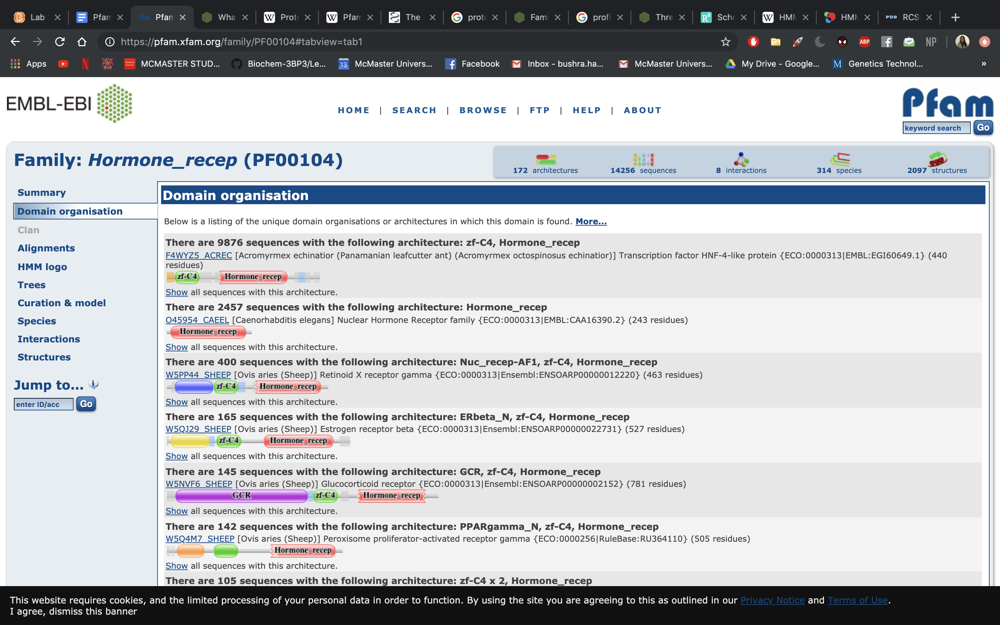 Lab
Pfam
Pfam
Wha
Prote
Pfam
The
prote
Fami
profi
Thre
Sche
HMM
HMM
PDB RCS
https://pfam.xfam.org/family/PF00104#tabview=tab1
ABP
NP
Apps
MCMASTER STUD...
Biochem-3BP3/Le...
13 McMaster Univers...
Facebook
Inbox - bushra.ha...
McMaster Univers...
My Drive - Google...
M Genetics Technol...
»
EMBL-EBI
HOME | SEARCH | BROWSE | FTP | HELP | ABOUT
Pfam
keyword search Go
Family: Hormone_recep (PF00104)
172 architectures
14256 sequences
8 interactions
314 species
2097 structures
Summary
Domain organisation
Clan
Alignments
HMM logo
Trees
Curation & model
Species
Interactions
Structures
Jump to...
enter ID/acc Go
Domain organisation
Below is a listing of the unique domain organisations or architectures in which this domain is found. More...
There are 9876 sequences with the following architecture: zf-C4, Hormone_recep
F4WYZ5_ACREC [Acromyrmex echinatior (Panamanian leafcutter ant) (Acromyrmex octospinosus echinatior)] Transcription factor HNF-4-like protein {ECO:0000313|EMBL:EGI60649.1} (440
residues)
zf-C4 Hormone_recep
Show all sequences with this architecture.
There are 2457 sequences with the following architecture: Hormone_recep
O45954_CAEEL [Caenorhabditis elegans] Nuclear Hormone Receptor family {ECO:0000313|EMBL:CAA16390.2} (243 residues)
Hormone_recep
Show all sequences with this architecture.
There are 400 sequences with the following architecture: Nuc_recep-AF1, zf-C4, Hormone_recep
W5PP44_SHEEP [Ovis aries (Sheep)] Retinoid X receptor gamma {ECO:0000313|Ensembl:ENSOARP00000012220} (463 residues)
zf-C4 Hormone_recep
Show all sequences with this architecture.
There are 165 sequences with the following architecture: ERbeta_N, zf-C4, Hormone_recep
W5QJ29_SHEEP [Ovis aries (Sheep)] Estrogen receptor beta {ECO:0000313|Ensembl:ENSOARP00000022731} (527 residues)
zf-C4 Hormone_recep
Show all sequences with this architecture.
There are 145 sequences with the following architecture: GCR, zf-C4, Hormone_recep
W5NVF6_SHEEP [Ovis aries (Sheep)] Glucocorticoid receptor {ECO:0000313|Ensembl:ENSOARP00000002152} (781 residues)
GCR zf-C4 Hormone_recep
Show all sequences with this architecture.
There are 142 sequences with the following architecture: PPARgamma_N, zf-C4, Hormone_recep
W5Q4M7_SHEEP [Ovis aries (Sheep)] Peroxisome proliferator-activated receptor gamma {ECO:0000256|RuleBase:RU364110} (505 residues)
Hormone_recep
Show all sequences with this architecture.
There are 105 sequences with the following architecture: zf-C4 x 2, Hormone_recep
This website requires cookies, and the limited processing of your personal data in order to function. By using the site you are agreeing to this as outlined in our Privacy Notice and Terms of Use.
I agree, dismiss this banner